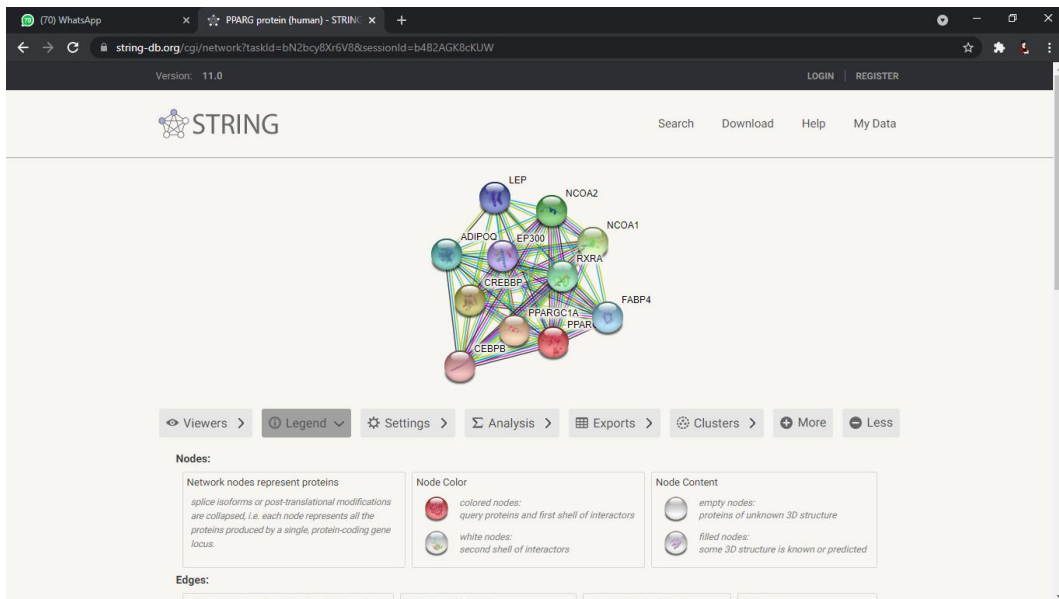 (70) WhatsApp
PPARG protein (human) - STRING
string-db.org/cgi/network?taskId=bN2bcy8Xr6V8&sessionId=b4B2AGK8cKUW
Version: 11.0
LOGIN | REGISTER
STRING
Search Download Help My Data
LEP
NCOA2
NCOA1
ADIPOQ
EP300
RXRA
CREBBP
FABP4
PPARGC1A
PPARG
CEBPB
Viewers
Legend
Settings
Analysis
Exports
Clusters
More
Less
Nodes:
Network nodes represent proteins
splice isoforms or post-translational modifications
are collapsed, i.e. each node represents all the
proteins produced by a single, protein-coding gene
locus.
Node Color
colored nodes:
query proteins and first shell of interactors
white nodes:
second shell of interactors
Node Content
empty nodes:
proteins of unknown 3D structure
filled nodes:
some 3D structure is known or predicted
Edges: